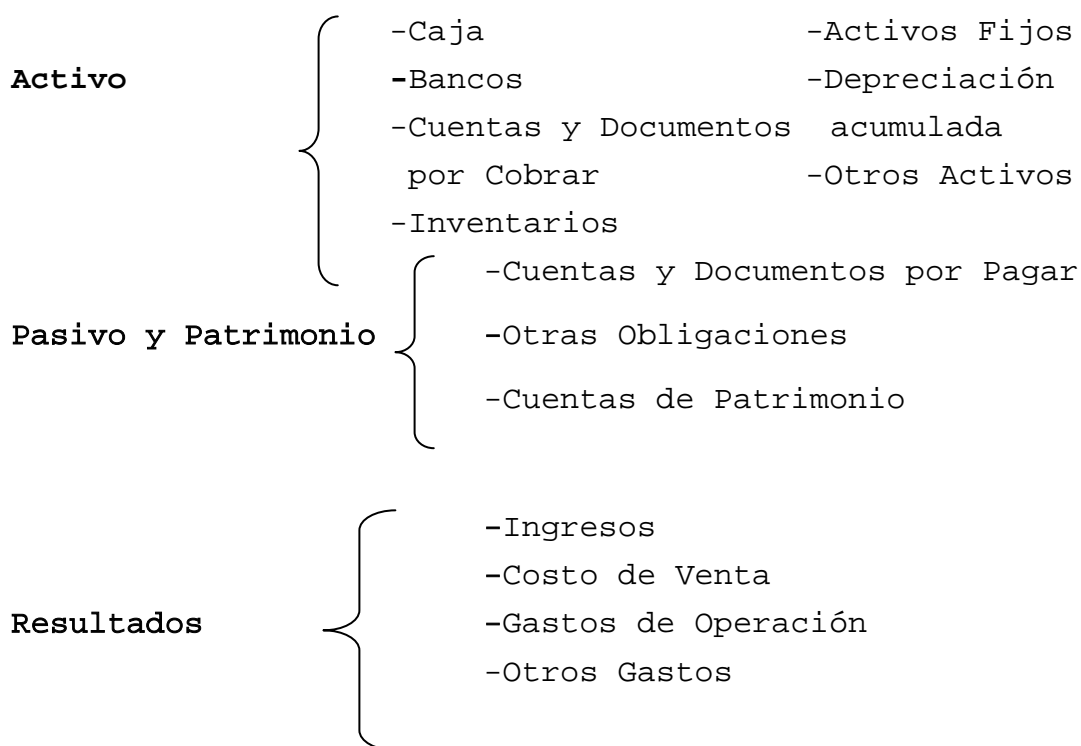 -Caja -Activos Fijos
Activo -Bancos -Depreciación
-Cuentas y Documentos acumulada
por Cobrar -Otros Activos
-Inventarios
-Cuentas y Documentos por Pagar
Pasivo y Patrimonio -Otras Obligaciones
-Cuentas de Patrimonio
-Ingresos
-Costo de Venta
Resultados -Gastos de Operación
-Otros Gastos